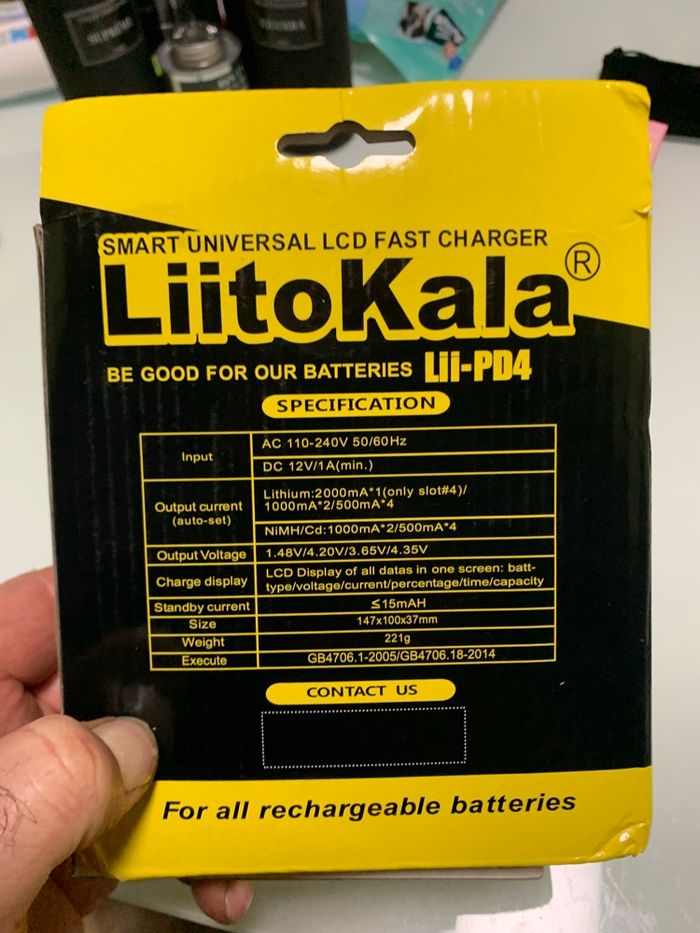 SMART UNIVERSAL LCD FAST CHARGER
LiitoKala®
BE GOOD FOR OUR BATTERIES Lii-PD4
SPECIFICATION
Input
AC 110-240V 50/60Hz
DC 12V/1A(min.)
Output current
(auto-set)
Lithium:2000mA*1(only slot#4)/
1000mA*2/500mA*4
NiMH/Cd:1000mA*2/500mA*4
Output Voltage 1.48V/4.20V/3.65V/4.35V
Charge display
LCD Display of all datas in one screen: batt-
type/voltage/current/percentage/time/capacity
Standby current ≤15mAH
Size 147x100x37mm
Weight 221g
Execute GB4706.1-2005/GB4706.18-2014
CONTACT US
For all rechargeable batteries